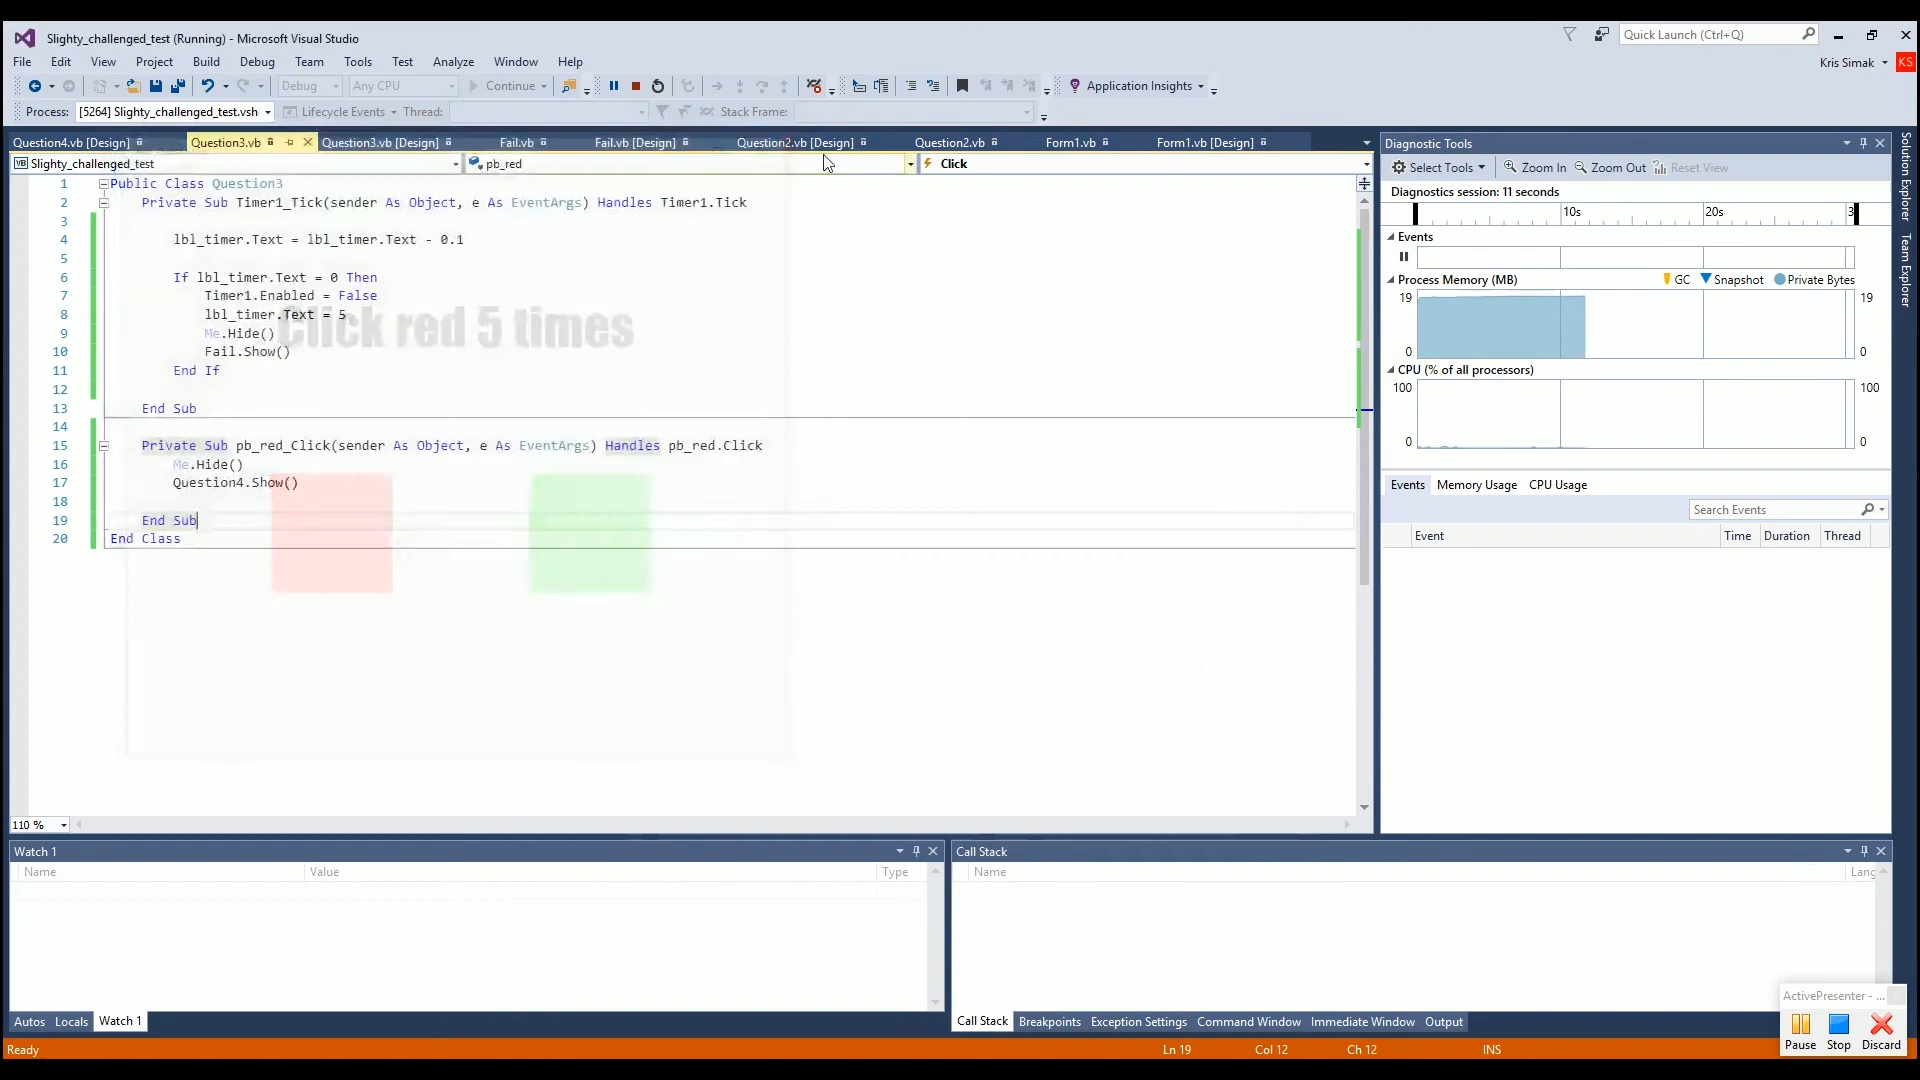 Slighty_challenged_test (Running) - Microsoft Visual Studio
Quick Launch (Ctrl+Q)
File Edit View Project Build Debug Team Tools Test Analyze Window Help
Kris Simak KS
Debug Any CPU Continue Application Insights
Process: [5264] Slighty_challenged_test.vsh Lifecycle Events Thread: Stack Frame:
Question4.vb [Design] Question3.vb Question3.vb [Design] Fail.vb Fail.vb [Design] Question2.vb [Design] Question2.vb Form1.vb Form1.vb [Design]
VB Slighty_challenged_test pb_red Click
1 Public Class Question3
2 Private Sub Timer1_Tick(sender As Object, e As EventArgs) Handles Timer1.Tick
3
4 lbl_timer.Text = lbl_timer.Text - 0.1
5
6 If lbl_timer.Text = 0 Then
7 Timer1.Enabled = False
8 lbl_timer.Text = 5
9 Me.Hide()
10 Fail.Show()
11 End If
12
13 End Sub
14
15 Private Sub pb_red_Click(sender As Object, e As EventArgs) Handles pb_red.Click
16 Me.Hide()
17 Question4.Show()
18
19 End Sub
20 End Class
Click red 5 times
110 %
Diagnostic Tools
Select Tools Zoom In Zoom Out Reset View
Diagnostics session: 11 seconds
10s 20s 3
Events
Process Memory (MB) GC Snapshot Private Bytes
19 19
0 0
CPU (% of all processors)
100 100
0 0
Events Memory Usage CPU Usage
Search Events
Event Time Duration Thread
Solution Explorer
Team Explorer
Watch 1
Name Value Type
Autos Locals Watch 1
Call Stack
Name Lang
Call Stack Breakpoints Exception Settings Command Window Immediate Window Output
ActivePresenter - ...
Pause Stop Discard
Ready Ln 19 Col 12 Ch 12 INS